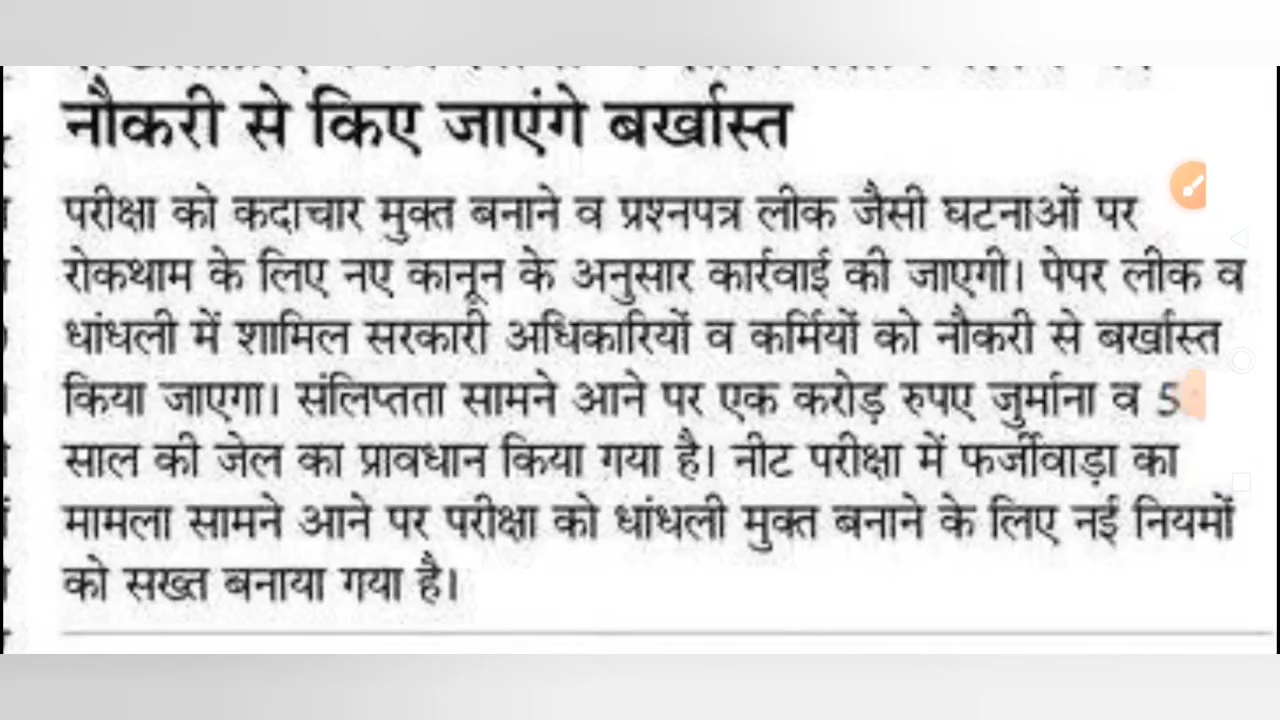 नौकरी से किए जाएंगे बर्खास्त
परीक्षा को कदाचार मुक्त बनाने व प्रश्नपत्र लीक जैसी घटनाओं पर
रोकथाम के लिए नए कानून के अनुसार कार्रवाई की जाएगी। पेपर लीक व
धांधली में शामिल सरकारी अधिकारियों व कर्मियों को नौकरी से बर्खास्त
किया जाएगा। संलिप्तता सामने आने पर एक करोड़ रुपए जुर्माना व 5
साल की जेल का प्रावधान किया गया है। नीट परीक्षा में फर्जीवाड़ा का
मामला सामने आने पर परीक्षा को धांधली मुक्त बनाने के लिए नई नियमों
को सख्त बनाया गया है।